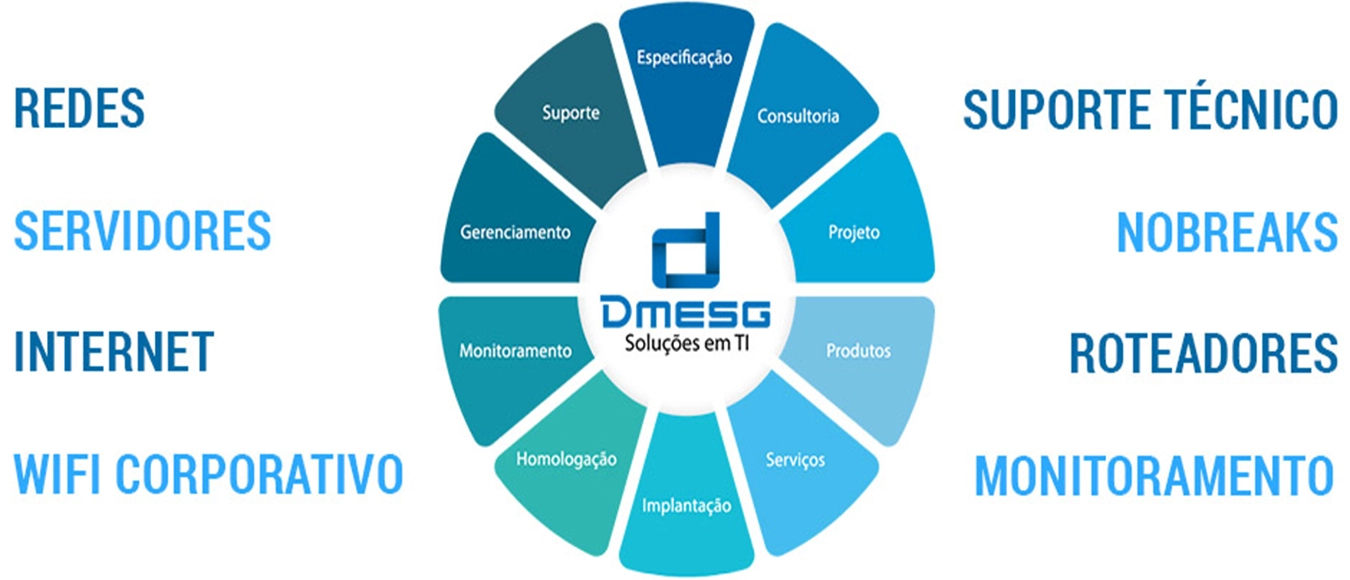 REDES
SERVIDORES
INTERNET
WIFI CORPORATIVO
Especificação
Consultoria
Projeto
Produtos
Serviços
Implantação
Homologação
Monitoramento
Gerenciamento
Suporte
DMESG
Soluções em TI
SUPORTE TÉCNICO
NOBREAKS
ROTEADORES
MONITORAMENTO